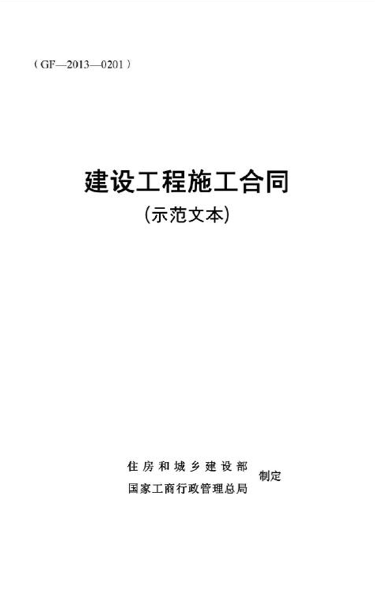 （GF—2013—0201）
建设工程施工合同
(示范文本)
住房和城乡建设部
国家工商行政管理总局
制定